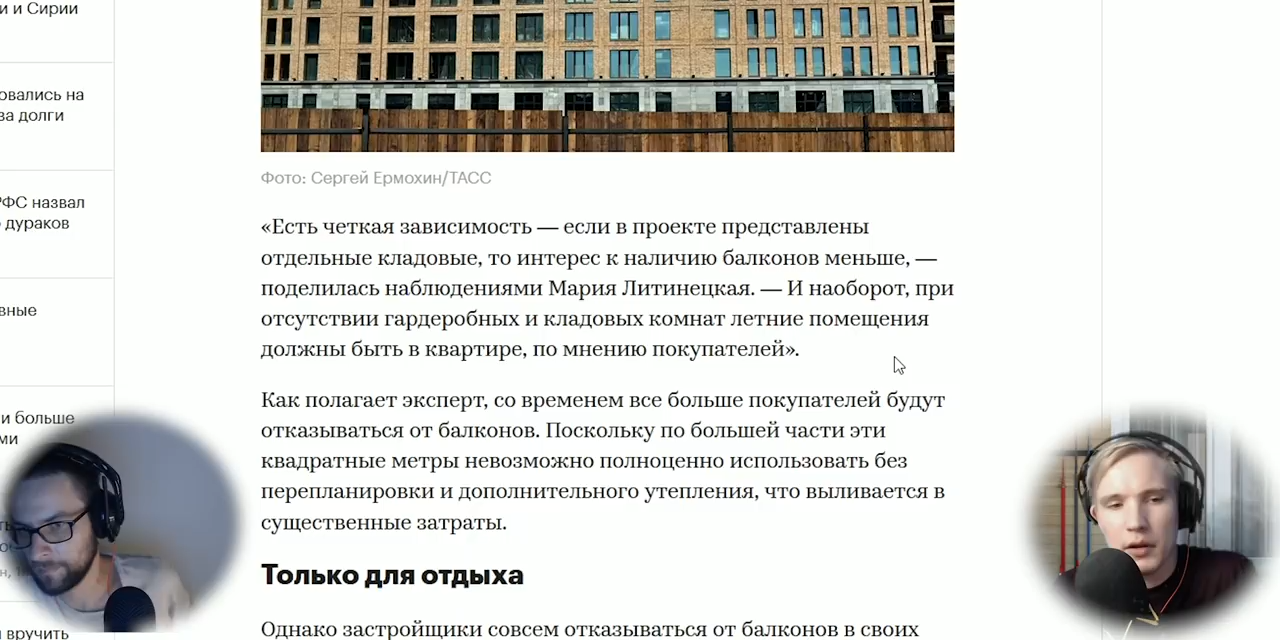 и и Сирии
овались на
за долги
РФС назвал
дураков
вные
и больше
ми
вручить
Фото: Сергей Ермохин/ТАСС
«Есть четкая зависимость — если в проекте представлены
отдельные кладовые, то интерес к наличию балконов меньше, —
поделилась наблюдениями Мария Литинецкая. — И наоборот, при
отсутствии гардеробных и кладовых комнат летние помещения
должны быть в квартире, по мнению покупателей».
Как полагает эксперт, со временем все больше покупателей будут
отказываться от балконов. Поскольку по большей части эти
квадратные метры невозможно полноценно использовать без
перепланировки и дополнительного утепления, что выливается в
существенные затраты.
Только для отдыха
Однако застройщики совсем отказываться от балконов в своих